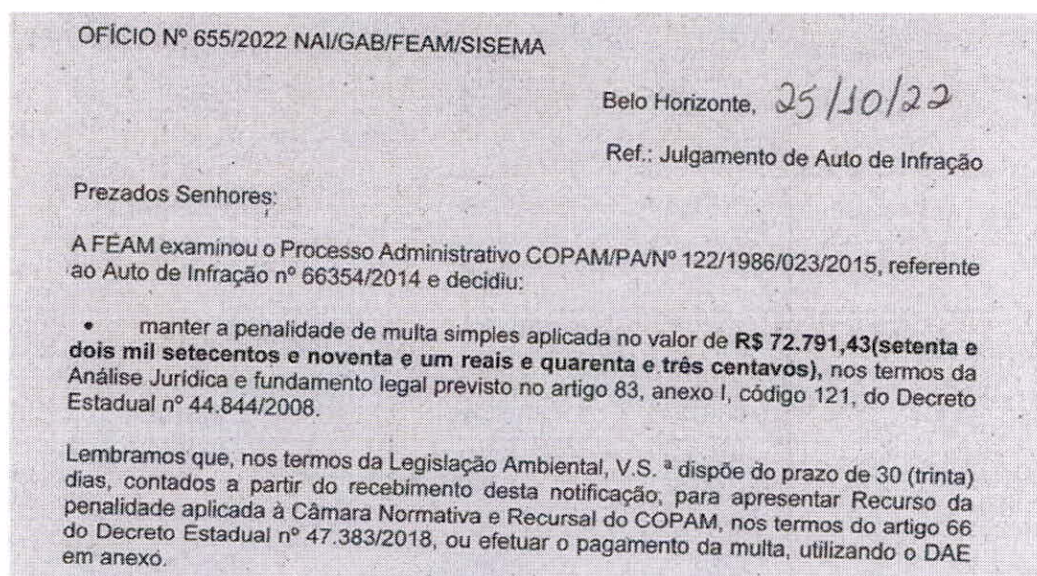 OFÍCIO Nº 655/2022 NAI/GAB/FEAM/SISEMA
Belo Horizonte, 25/10/22
Ref.: Julgamento de Auto de Infração
Prezados Senhores:
A FEAM examinou o Processo Administrativo COPAM/PA/Nº 122/1986/023/2015, referente
ao Auto de Infração nº 66354/2014 e decidiu:
• manter a penalidade de multa simples aplicada no valor de R$ 72.791,43(setenta e
dois mil setecentos e noventa e um reais e quarenta e três centavos), nos termos da
Análise Jurídica e fundamento legal previsto no artigo 83, anexo I, código 121, do Decreto
Estadual nº 44.844/2008.
Lembramos que, nos termos da Legislação Ambiental, V.S. ª dispõe do prazo de 30 (trinta)
dias, contados a partir do recebimento desta notificação, para apresentar Recurso da
penalidade aplicada à Câmara Normativa e Recursal do COPAM, nos termos do artigo 66
do Decreto Estadual nº 47.383/2018, ou efetuar o pagamento da multa, utilizando o DAE
em anexo.